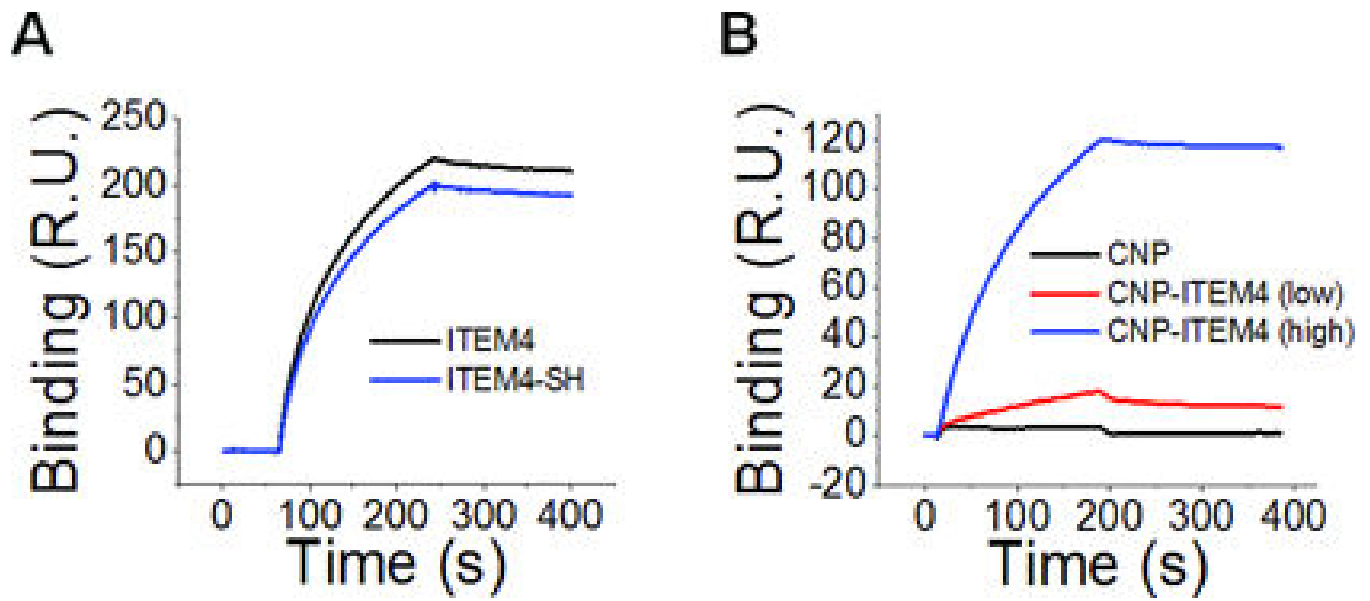 A
B
Binding (R.U.)
250
200
150
100
50
0
ITEM4
ITEM4-SH
0 100 200 300 400
Time (s)
Binding (R.U.)
120
100
80
60
40
20
0
-20
CNP
CNP-ITEM4 (low)
CNP-ITEM4 (high)
0 100 200 300 400
Time (s)